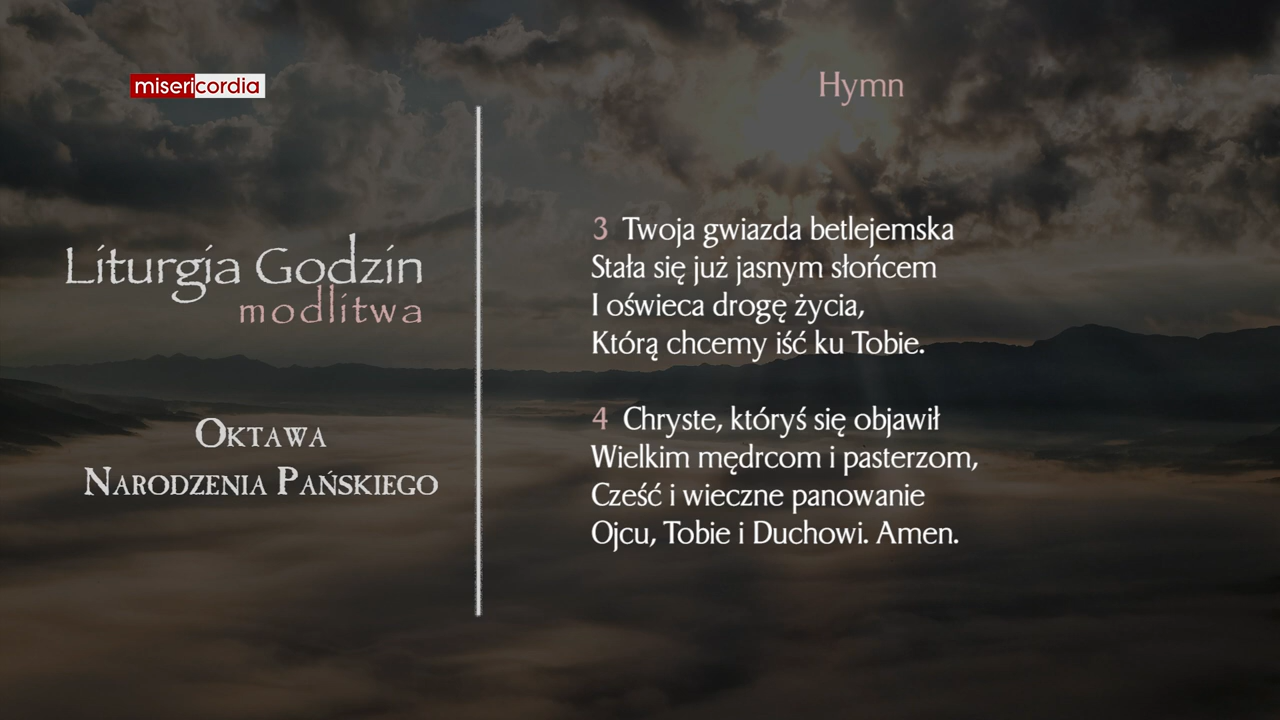 misericordia
Liturgia Godzin
modlitwa
Oktawa
Narodzenia Pańskiego
Hymn
3 Twoja gwiazda betlejemska
Stała się już jasnym słońcem
I oświeca drogę życia,
Którą chcemy iść ku Tobie.
4 Chryste, któryś się objawił
Wielkim mędrcom i pasterzom,
Cześć i wieczne panowanie
Ojcu, Tobie i Duchowi. Amen.